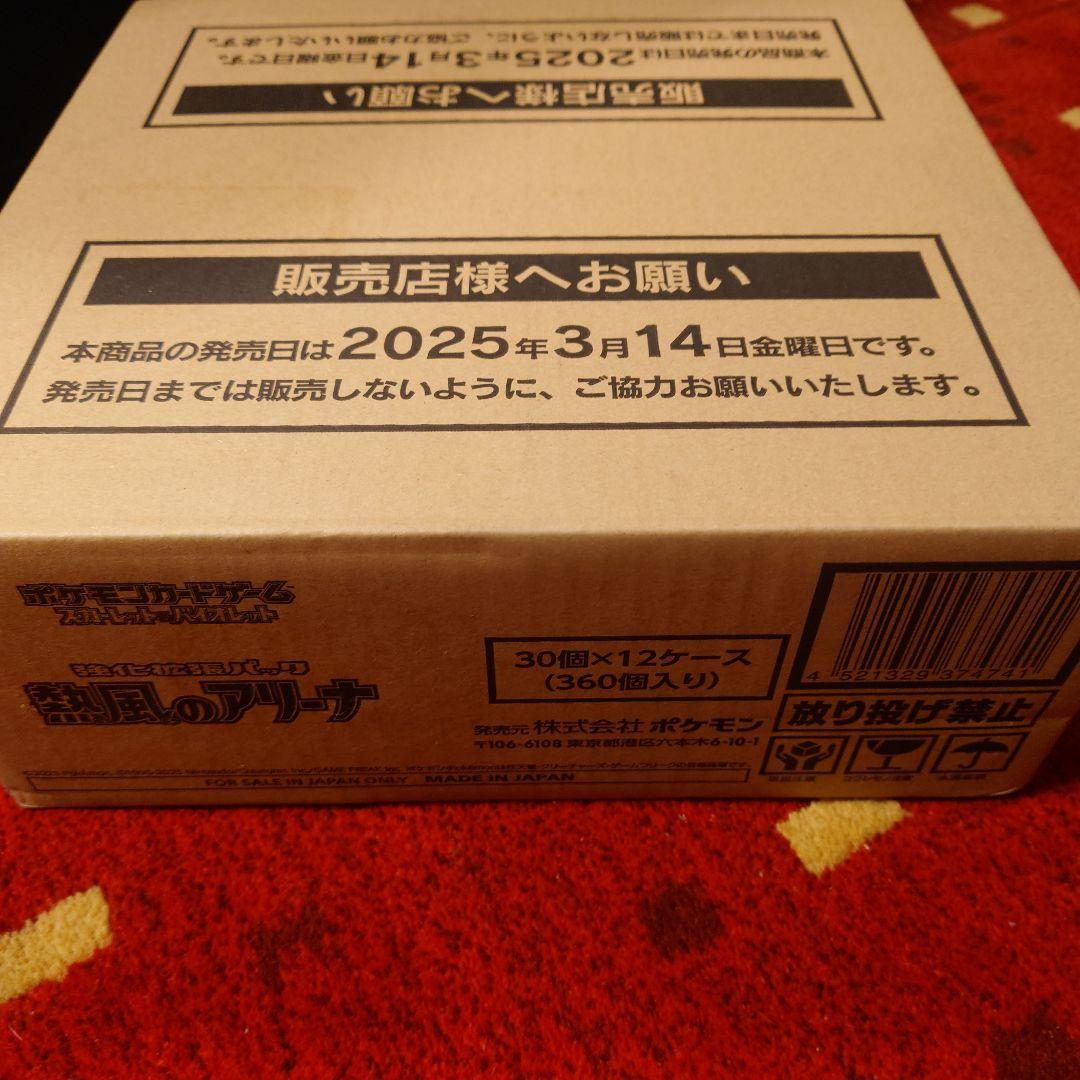 販売店様へお願い
本商品の発売日は2025年3月14日金曜日です。
発売日までは販売しないように、ご協力お願いいたします。
販売店様へお願い
本商品の発売日は2025年3月14日金曜日です。
発売日までは販売しないように、ご協力お願いいたします。
ポケモンカードゲーム
スカーレット&バイオレット
強化拡張パック
熱風のアリーナ
30個×12ケース
(360個入り)
発売元 株式会社 ポケモン
〒106-6108 東京都港区六本木6-10-1
FOR SALE IN JAPAN ONLY MADE IN JAPAN
4 521329 374741
放り投げ禁止
水濡注意